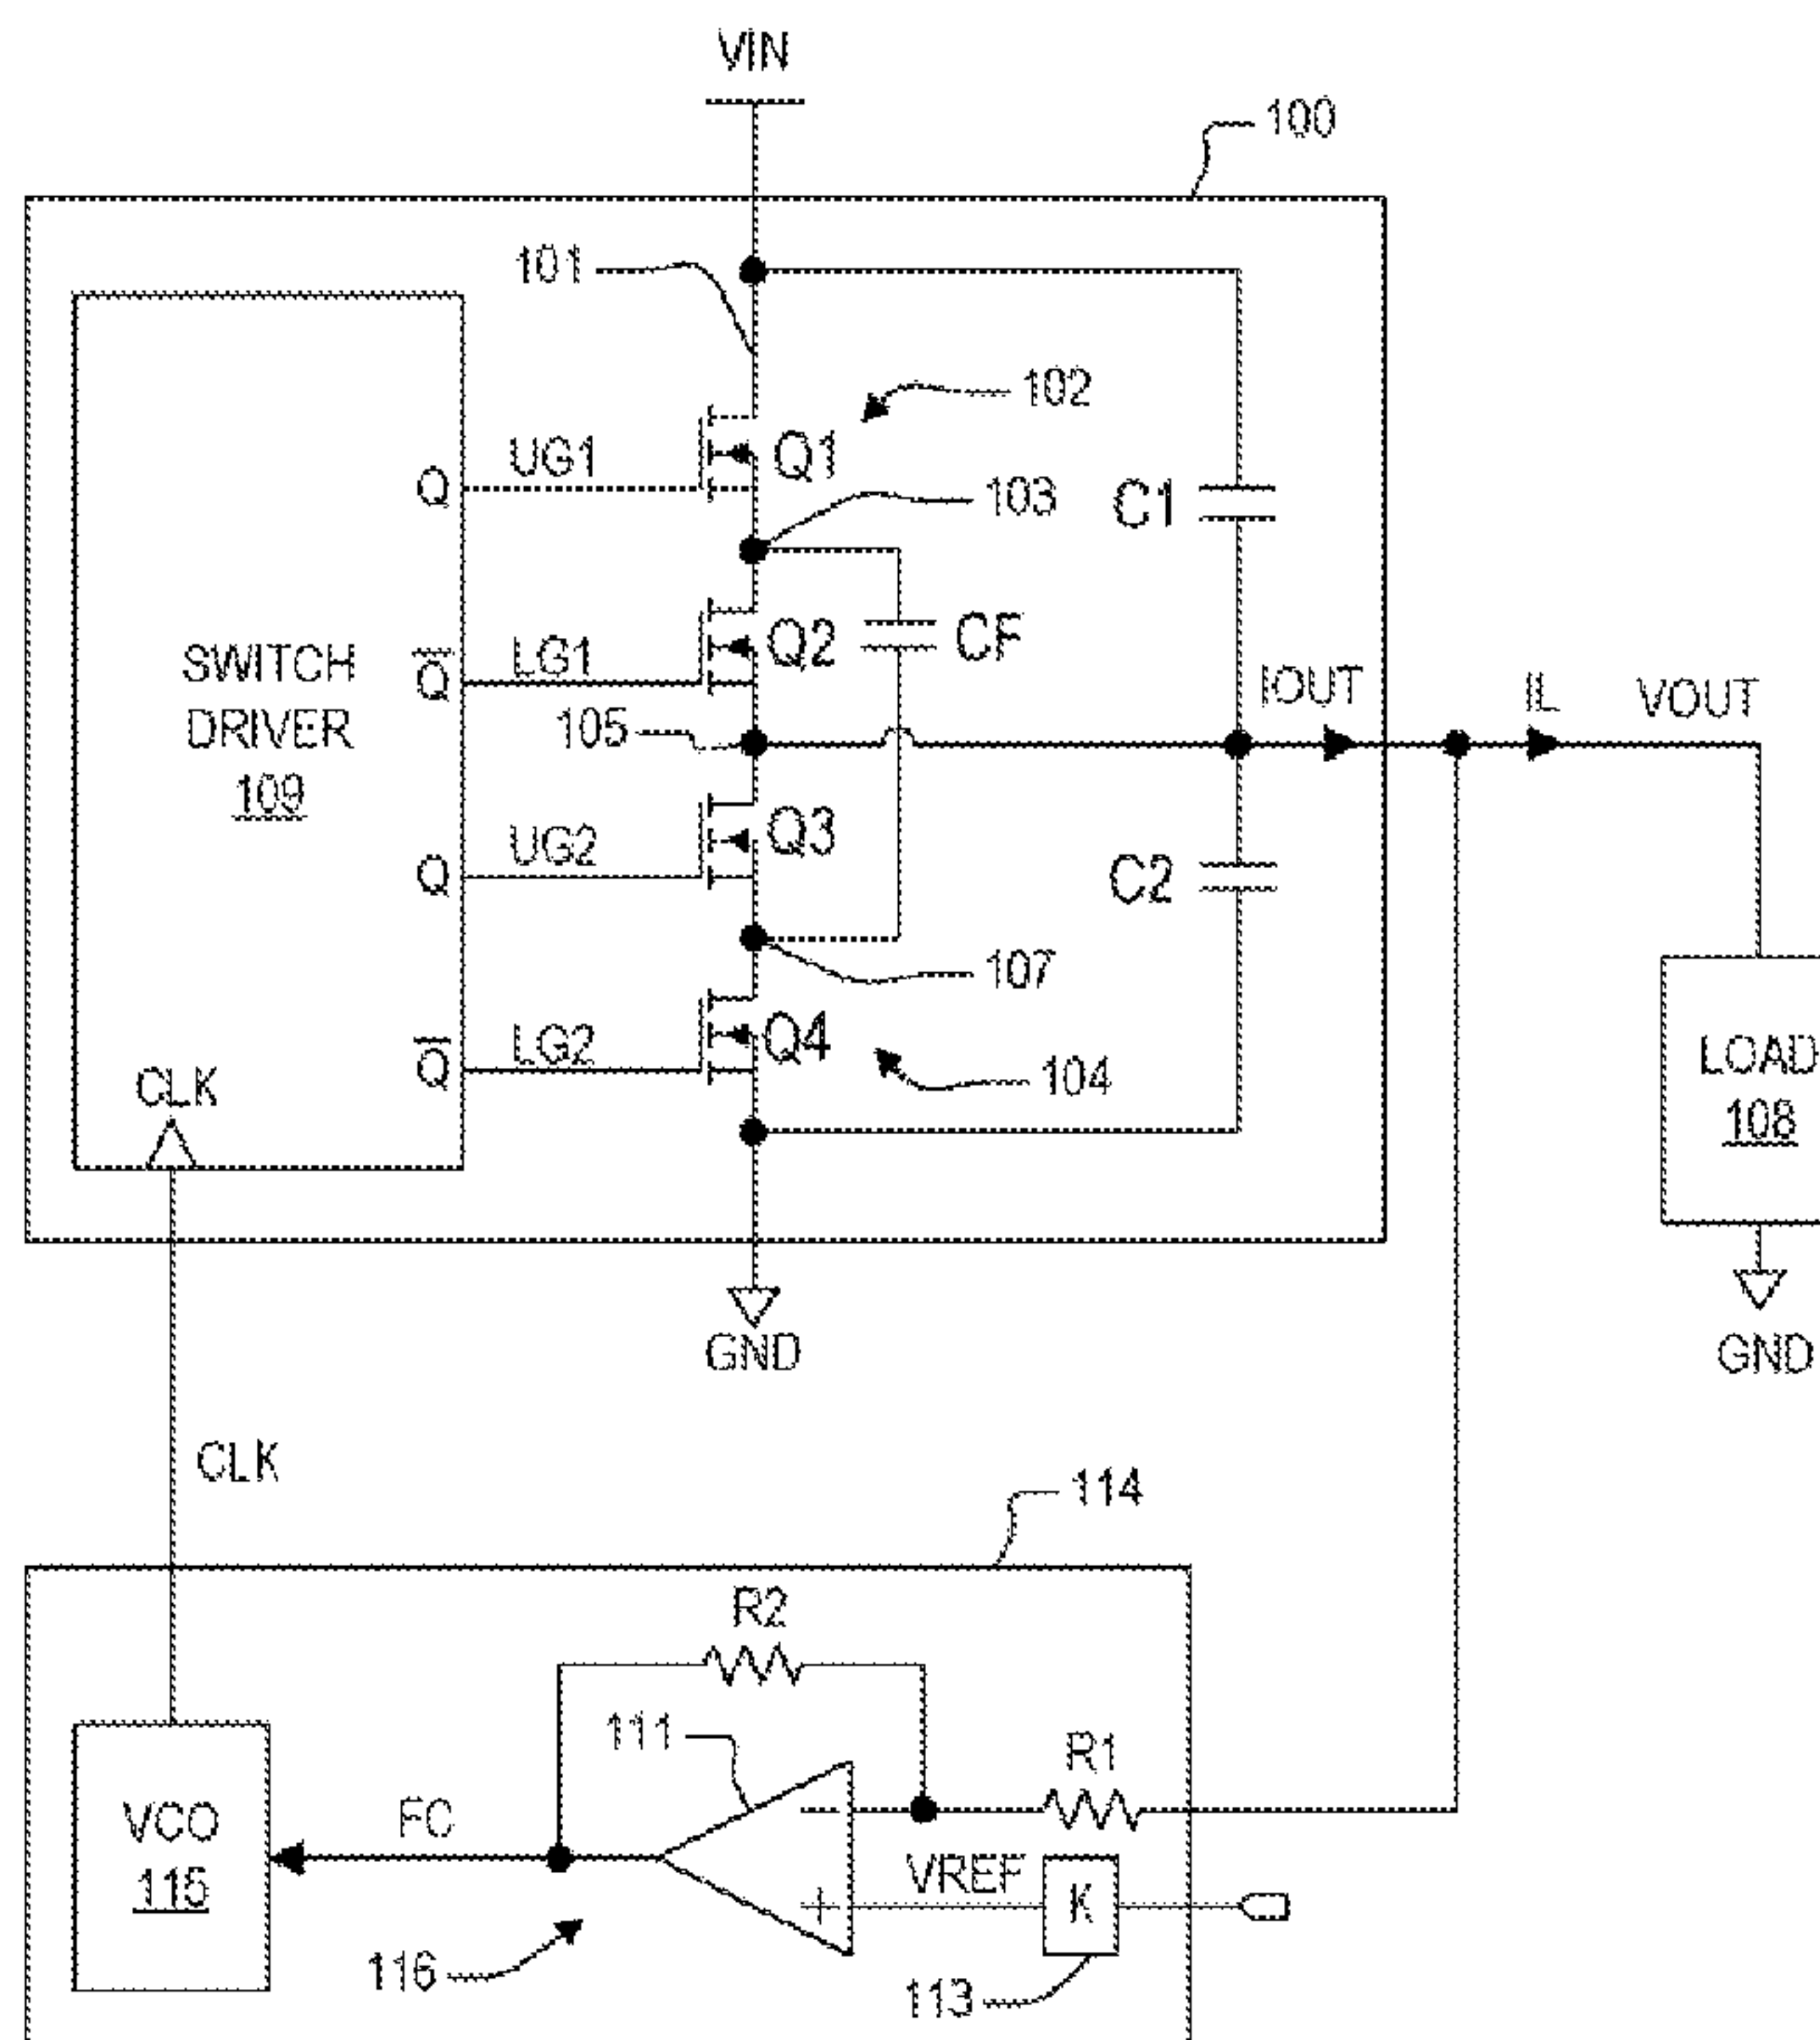 VIN
100
101
102
Q UG1 Q1
103
C1
Q̅ LG1 Q2 CF
SWITCH
DRIVER
109
105
IOUT IL VOUT
Q UG2 Q3
C2
107
Q̅ LG2 Q4
104
CLK
LOAD
108
GND
GND
CLK
114
R2
111
R1
VCO
115
FC
VREF
K
116
113